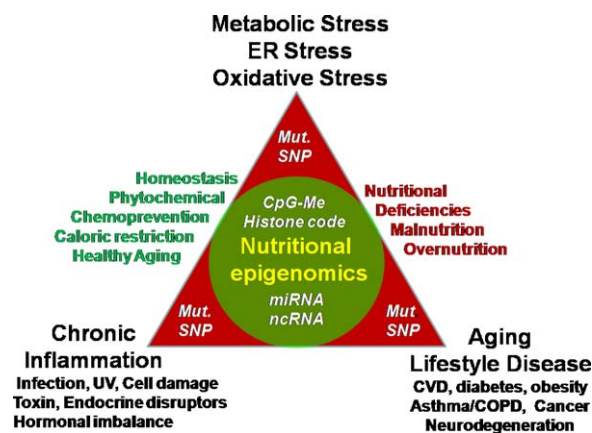 Metabolic Stress
ER Stress
Oxidative Stress
Mut.
SNP
Homeostasis
Phytochemical
Chemoprevention
Caloric restriction
Healthy Aging
Nutritional
Deficiencies
Malnutrition
Overnutrition
CpG-Me
Histone code
Nutritional
epigenomics
miRNA
ncRNA
Mut.
SNP
Mut
SNP
Chronic
Inflammation
Infection, UV, Cell damage
Toxin, Endocrine disruptors
Hormonal imbalance
Aging
Lifestyle Disease
CVD, diabetes, obesity
Asthma/COPD, Cancer
Neurodegeneration